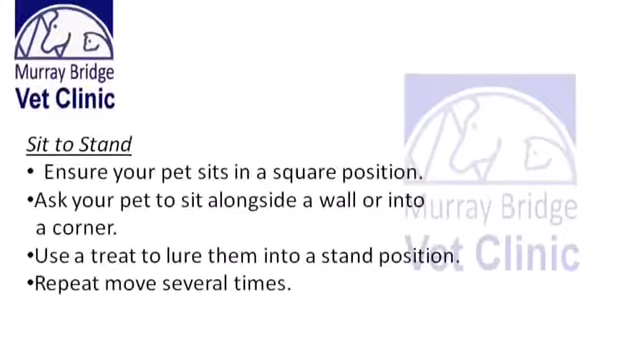 Murray Bridge
Vet Clinic
Sit to Stand
• Ensure your pet sits in a square position.
•Ask your pet to sit alongside a wall or into
a corner.
•Use a treat to lure them into a stand position.
•Repeat move several times.
Murray Bridge
Vet Clinic